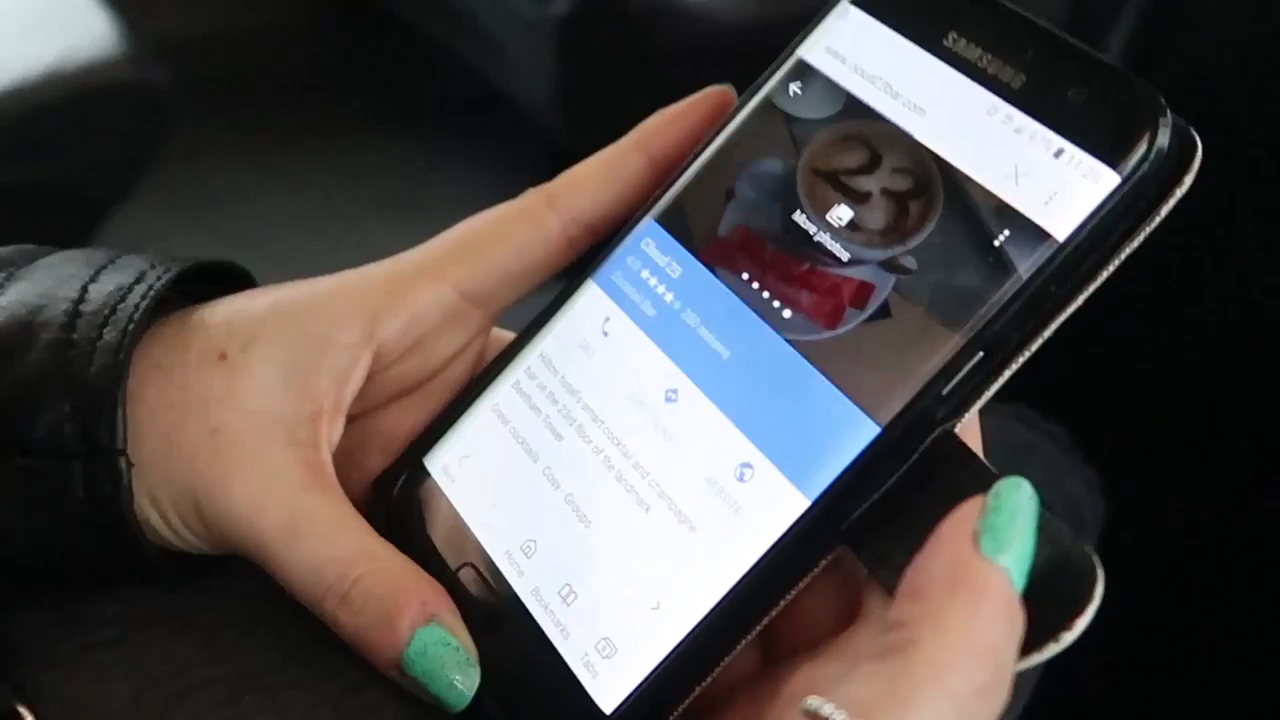 SAMSUNG
23
More photos
Cloud 23
Hilton hotel's smart cocktail and champagne
bar on the 23rd floor of the landmark
Beetham Tower
Great cocktails · Cosy · Groups
WEBSITE
Home
Bookmarks
Tabs